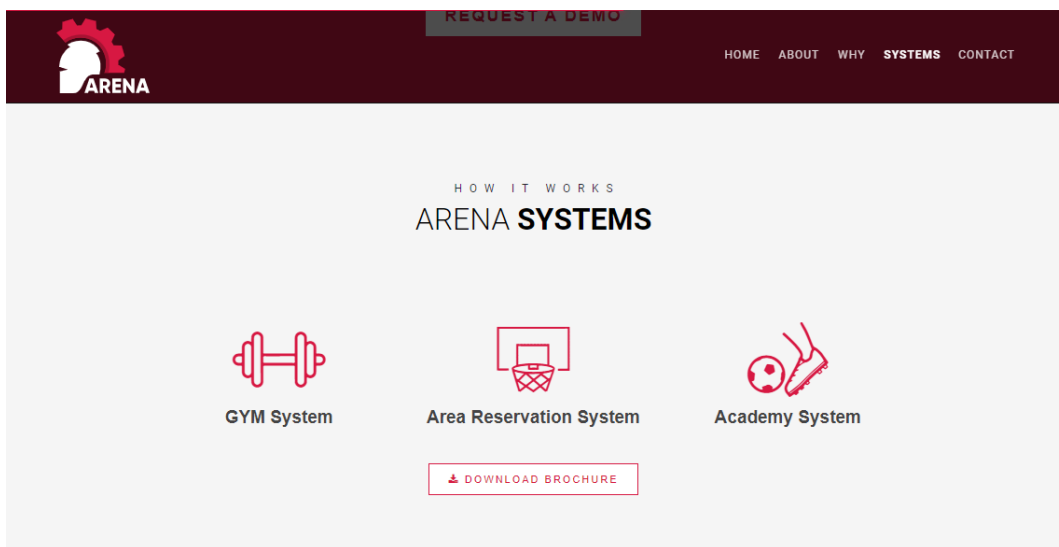 REQUEST A DEMO
ARENA
HOME ABOUT WHY SYSTEMS CONTACT
HOW IT WORKS
ARENA SYSTEMS
GYM System
Area Reservation System
Academy System
DOWNLOAD BROCHURE